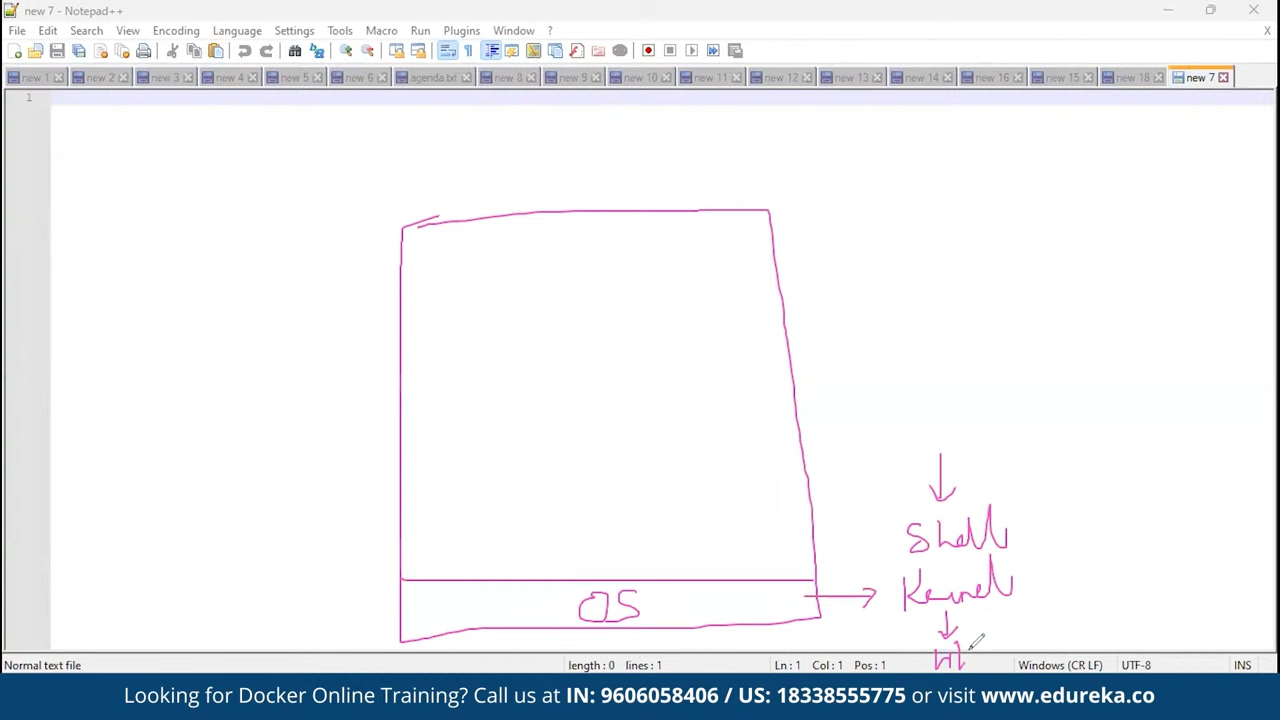 new 7 - Notepad++
File Edit Search View Encoding Language Settings Tools Macro Run Plugins Window ? X
new 1 new 2 new 3 new 4 new 5 new 6 agenda.txt new 8 new 9 new 10 new 11 new 12 new 13 new 14 new 16 new 15 new 18 new 7
1
Shell
Kernel
OS
Normal text file length : 0 lines : 1 Ln : 1 Col : 1 Pos : 1 Windows (CR LF) UTF-8 INS
Looking for Docker Online Training? Call us at IN: 9606058406 / US: 18338555775 or visit www.edureka.co